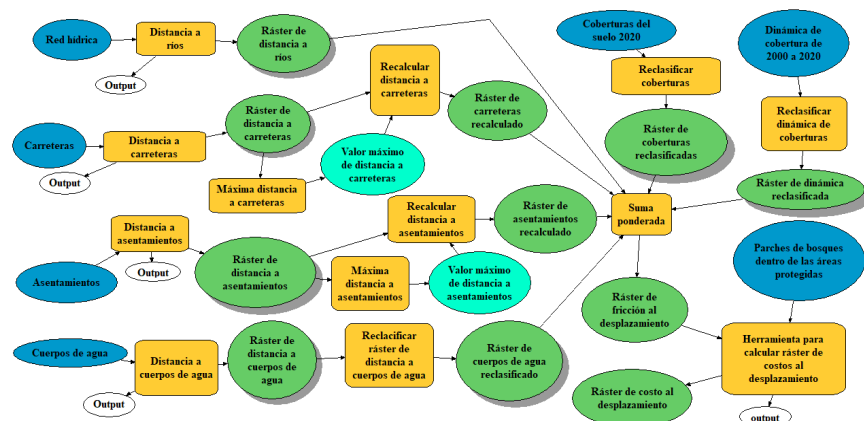 Red hídrica
Distancia a
ríos
Ráster de
distancia a
ríos
Output
Carreteras
Distancia a
carreteras
Output
Ráster de
distancia a
carreteras
Máxima distancia
a carreteras
Recalcular
distancia a
carreteras
Valor máximo
de distancia a
carreteras
Ráster de
carreteras
recalculado
Asentamientos
Distancia a
asentamientos
Output
Ráster de
distancia a
asentamientos
Recalcular
distancia a
asentamientos
Máxima
distancia a
asentamientos
Valor máximo
de distancia a
asentamientos
Ráster de
asentamientos
recalculado
Cuerpos de agua
Distancia a
cuerpos de agua
Output
Ráster de
distancia a
cuerpos de
agua
Reclacificar
ráster de
distancia a
cuerpos de agua
Ráster de
cuerpos de agua
reclasificado
Coberturas del
suelo 2020
Reclasificar
coberturas
Ráster de
coberturas
reclasificadas
Dinámica de
cobertura de
2000 a 2020
Reclasificar
dinámica de
coberturas
Ráster de dinámica
reclasificada
Suma
ponderada
Parches de bosques
dentro de las áreas
protegidas
Ráster de
fricción al
desplazamiento
Herramienta para
calcular ráster de
costos al
desplazamiento
Ráster de costo al
desplazamiento
output